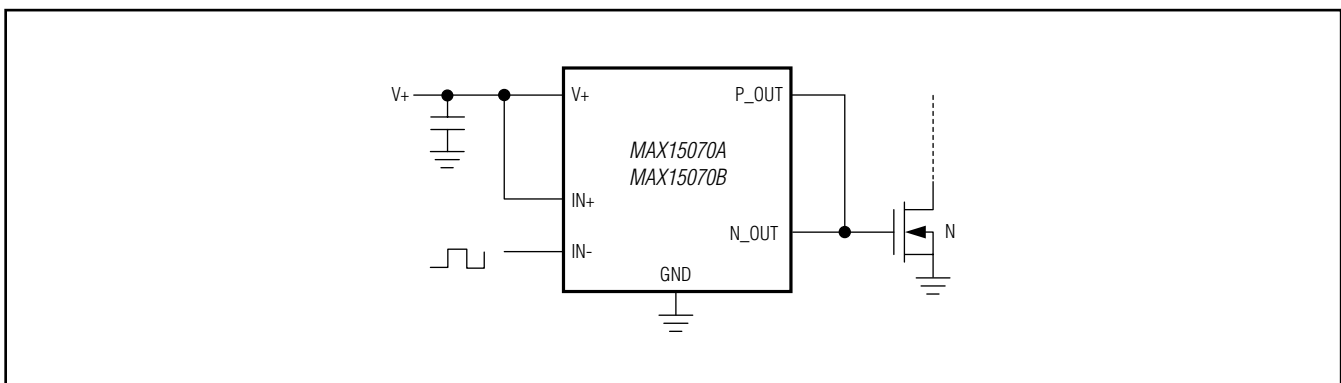 V+
V+
P_OUT
MAX15070A
MAX15070B
IN+
N_OUT
N
IN-
GND